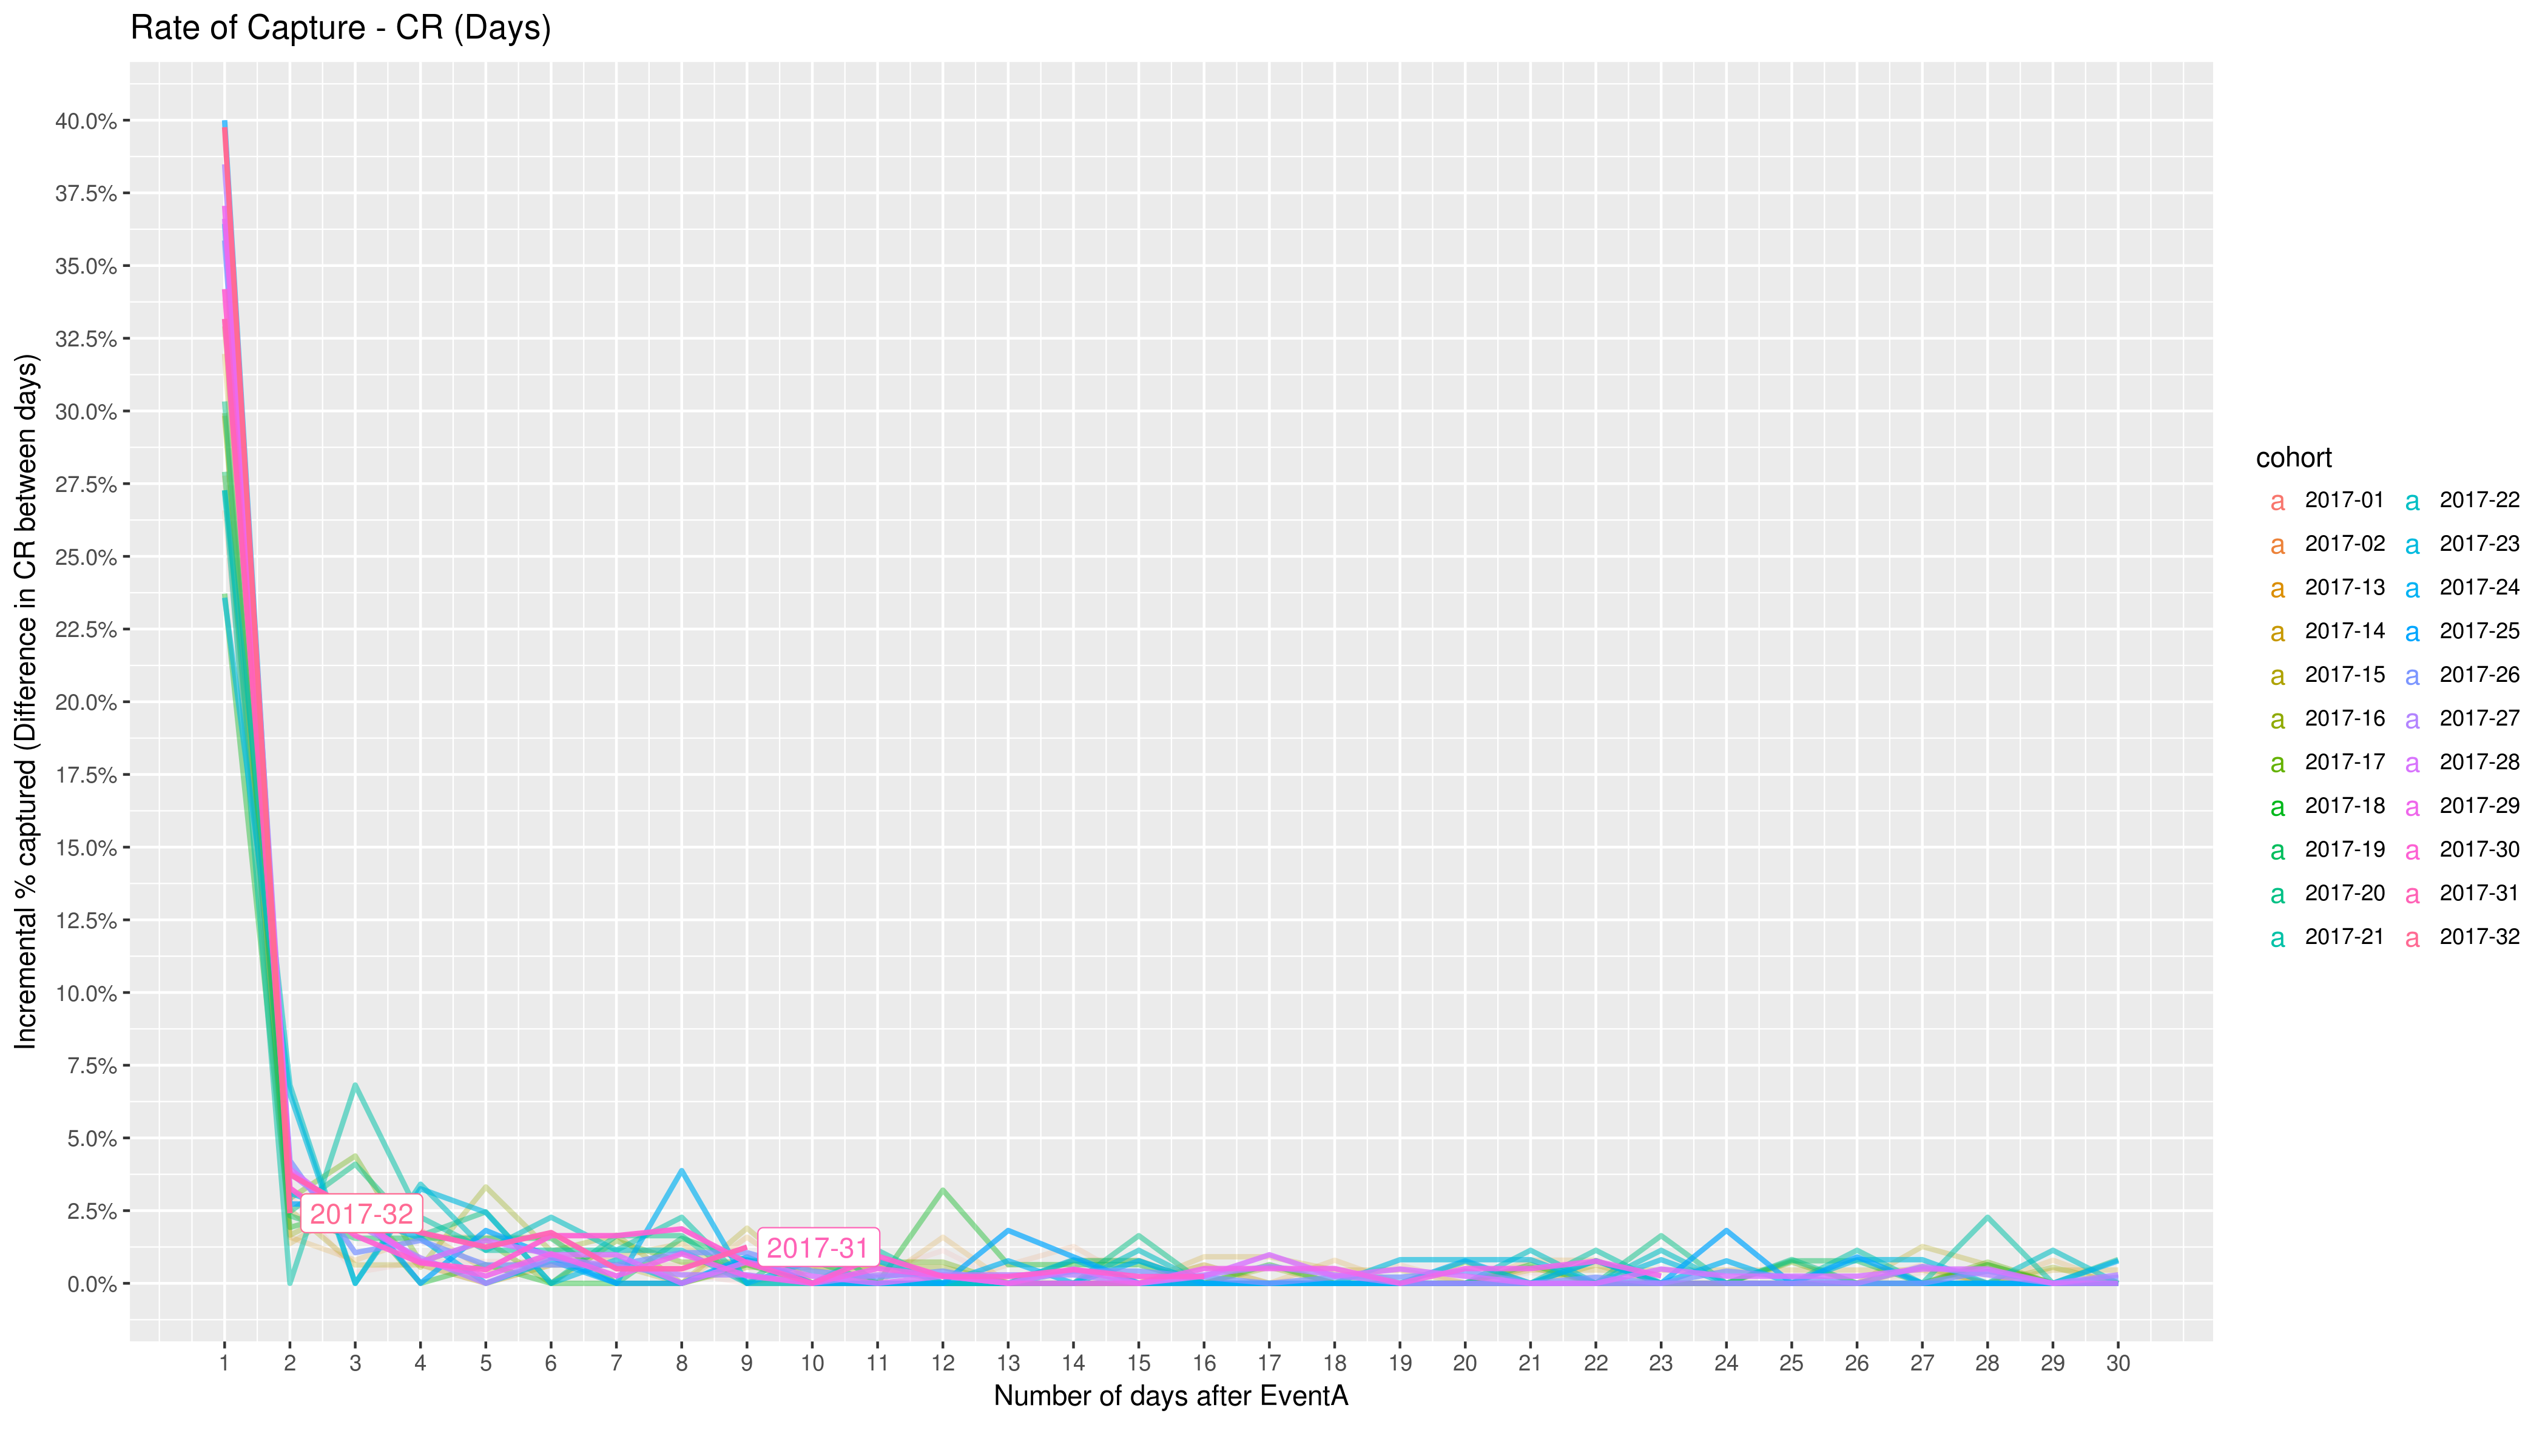 Rate of Capture - CR (Days)
Incremental % captured (Difference in CR between days)
40.0%
37.5%
35.0%
32.5%
30.0%
27.5%
25.0%
22.5%
20.0%
17.5%
15.0%
12.5%
10.0%
7.5%
5.0%
2.5%
0.0%
2017-32
2017-31
1 2 3 4 5 6 7 8 9 10 11 12 13 14 15 16 17 18 19 20 21 22 23 24 25 26 27 28 29 30
Number of days after EventA
cohort
a 2017-01 a 2017-22
a 2017-02 a 2017-23
a 2017-13 a 2017-24
a 2017-14 a 2017-25
a 2017-15 a 2017-26
a 2017-16 a 2017-27
a 2017-17 a 2017-28
a 2017-18 a 2017-29
a 2017-19 a 2017-30
a 2017-20 a 2017-31
a 2017-21 a 2017-32